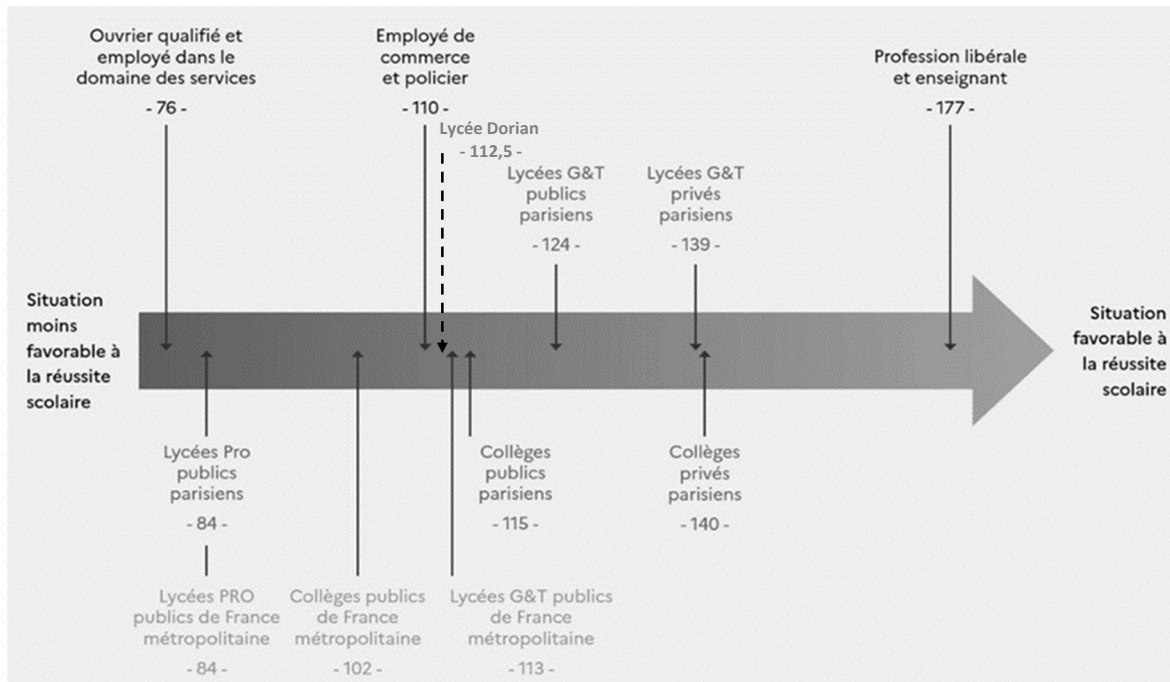 Ouvrier qualifié et
employé dans le
domaine des services
- 76 -
Employé de
commerce
et policier
- 110 -
Profession libérale
et enseignant
- 177 -
Lycée Dorian
- 112,5 -
Lycées G&T
publics
parisiens
- 124 -
Lycées G&T
privés
parisiens
- 139 -
Situation
moins
favorable à
la réussite
scolaire
Situation
favorable à
la réussite
scolaire
Lycées Pro
publics
parisiens
- 84 -
Collèges
publics
parisiens
- 115 -
Collèges
privés
parisiens
- 140 -
Lycées PRO
publics de France
métropolitaine
- 84 -
Collèges publics
de France
métropolitaine
- 102 -
Lycées G&T publics
de France
métropolitaine
- 113 -